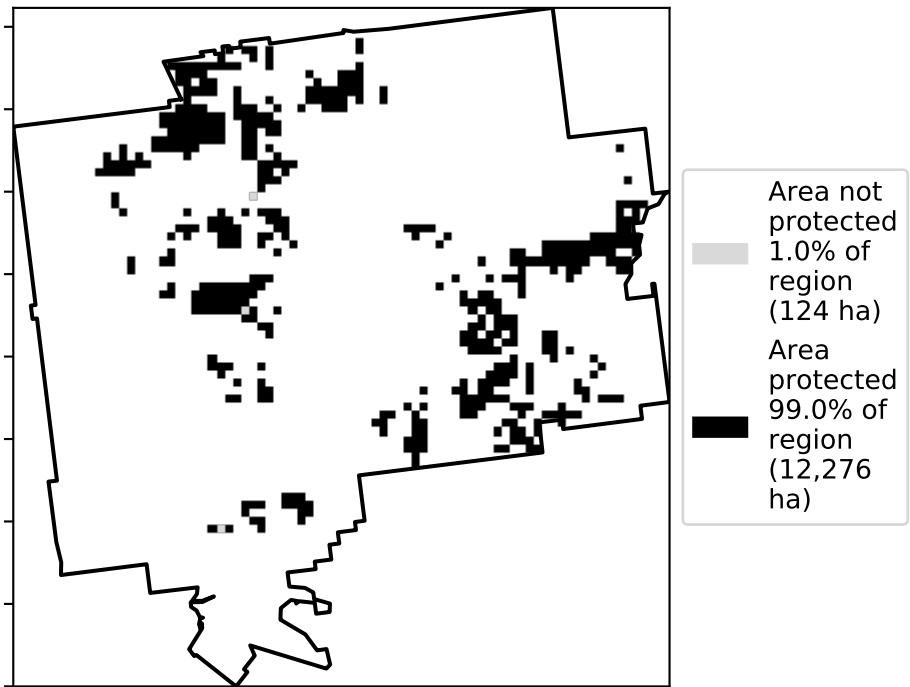 Area not
protected
1.0% of
region
(124 ha)
Area
protected
99.0% of
region
(12,276
ha)